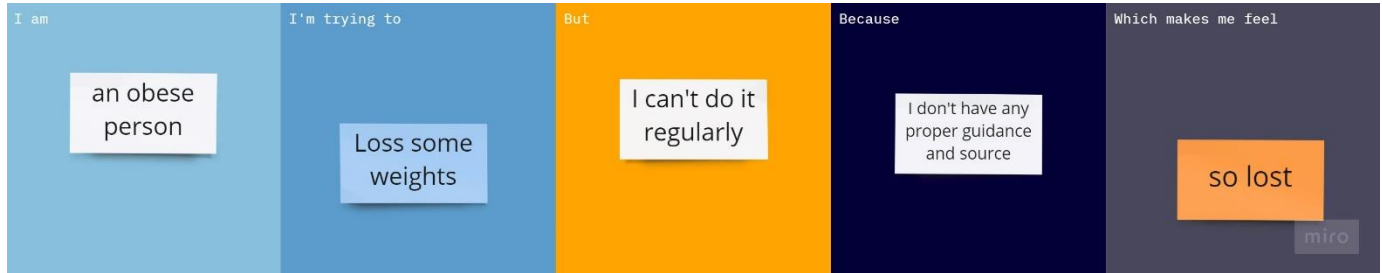 I am
an obese
person
I'm trying to
Loss some
weights
But
I can't do it
regularly
Because
I don't have any
proper guidance
and source
Which makes me feel
so lost
miro